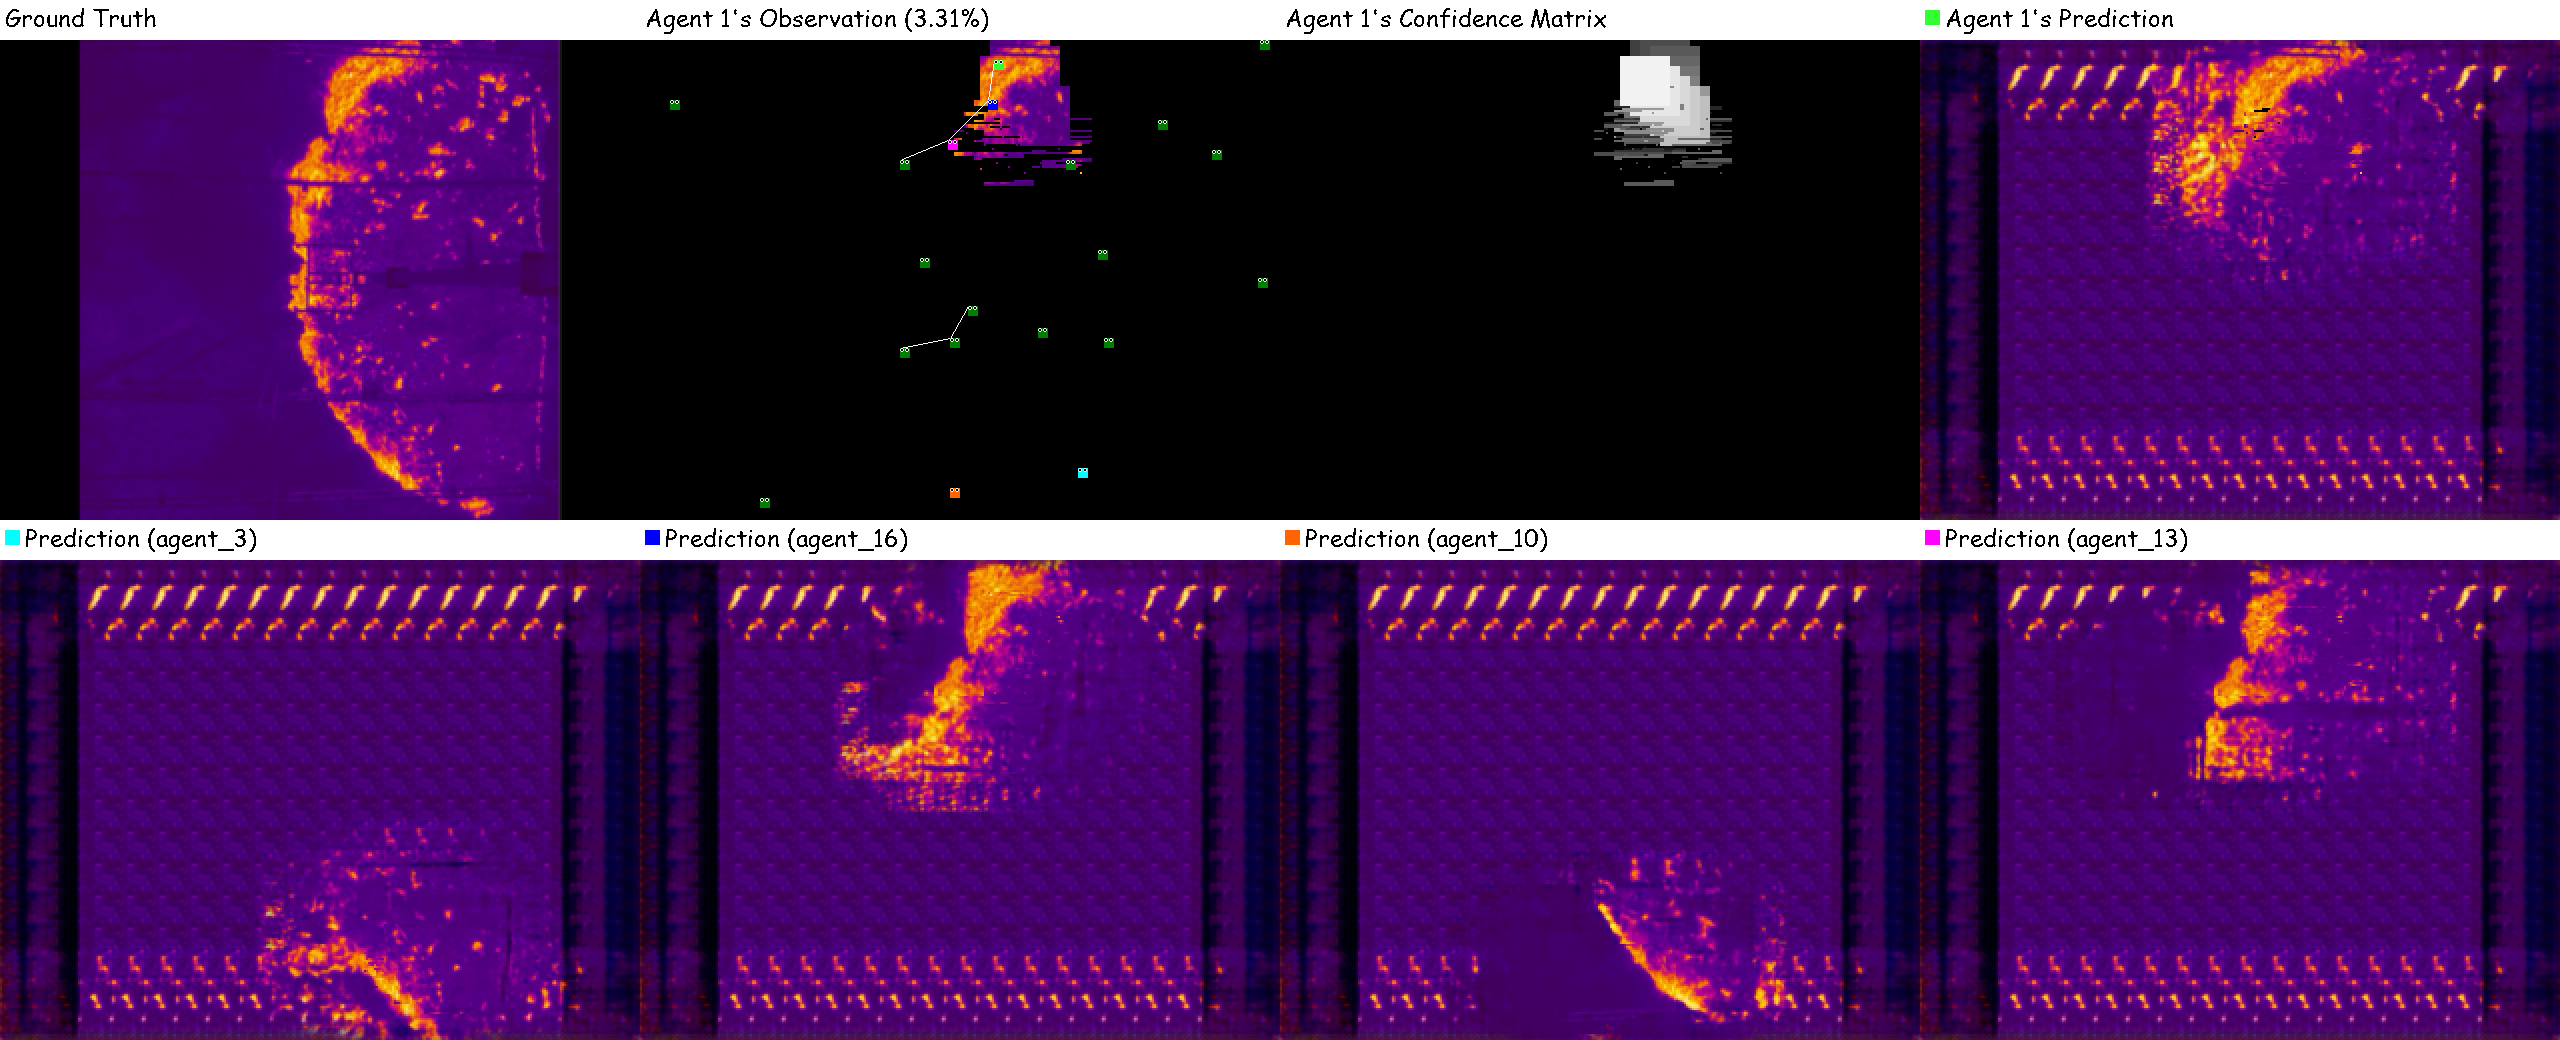 Ground Truth
Agent 1's Observation (3.31%)
Agent 1's Confidence Matrix
Agent 1's Prediction
Prediction (agent_3)
Prediction (agent_16)
Prediction (agent_10)
Prediction (agent_13)